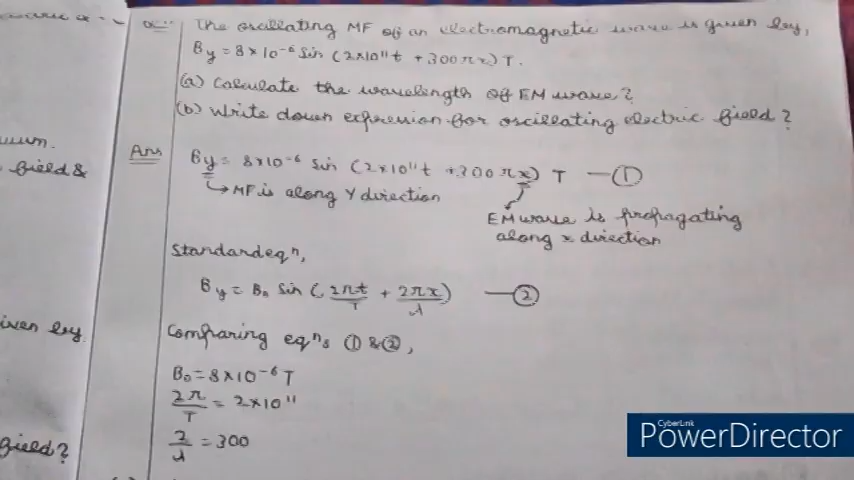 The oscillating MF of an electromagnetic wave is given by,
By = 8×10⁻⁶ sin (2×10¹¹t + 300πx) T.
(a) Calculate the wavelength of EM wave?
(b) Write down expression for oscillating electric field?
Ans By = 8×10⁻⁶ sin (2×10¹¹t + 300πx) T — ①
↳ MF is along Y direction
EM wave is propagating
along x direction
Standard eqⁿ,
By = B₀ sin (2πt/T + 2πx/λ) — ②
Comparing eqⁿs ① & ②,
B₀ = 8×10⁻⁶ T
2π/T = 2×10¹¹
2/λ = 300
field &
given by
field?
CyberLink
PowerDirector